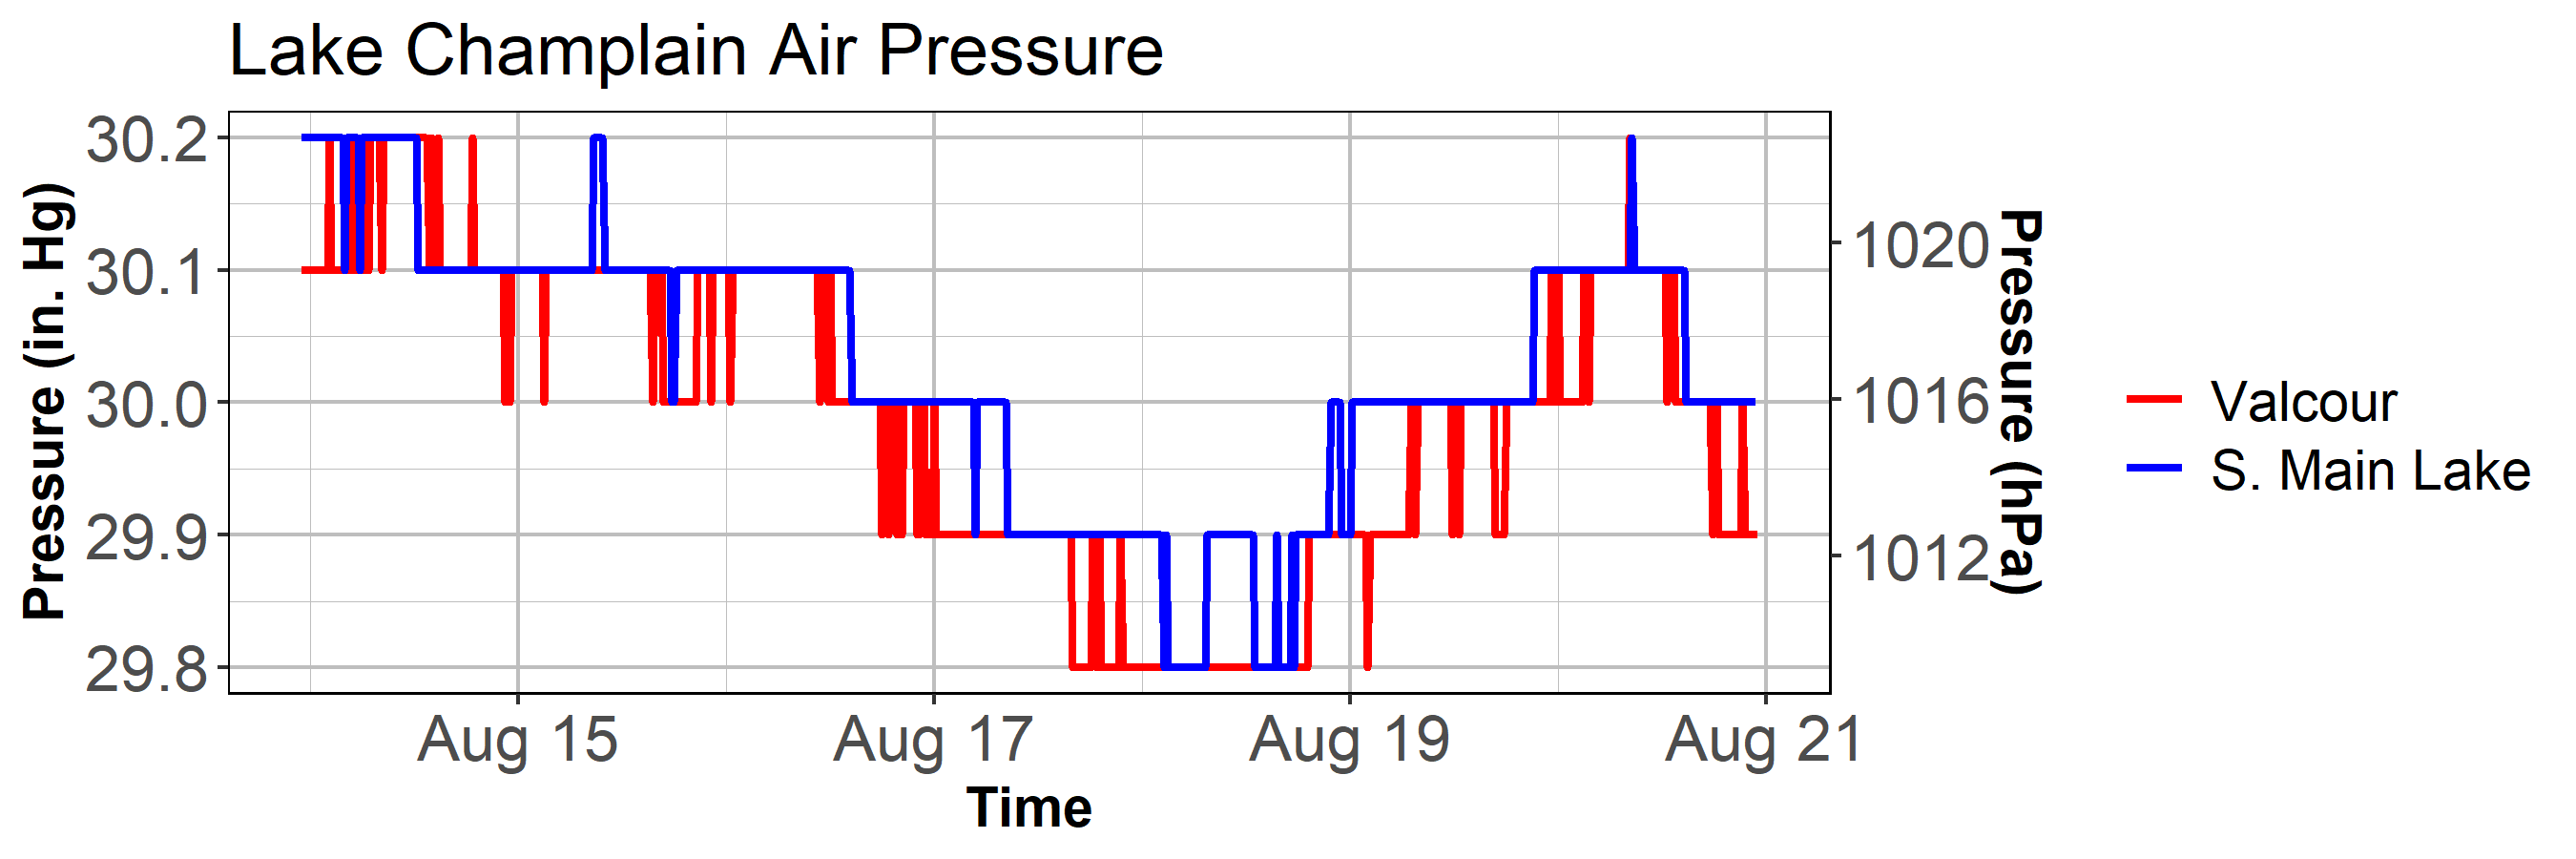 Lake Champlain Air Pressure
Pressure (in. Hg)
30.2
30.1
30.0
29.9
29.8
Aug 15
Aug 17
Aug 19
Aug 21
Time
1020
1016
1012
Pressure (hPa)
Valcour
S. Main Lake